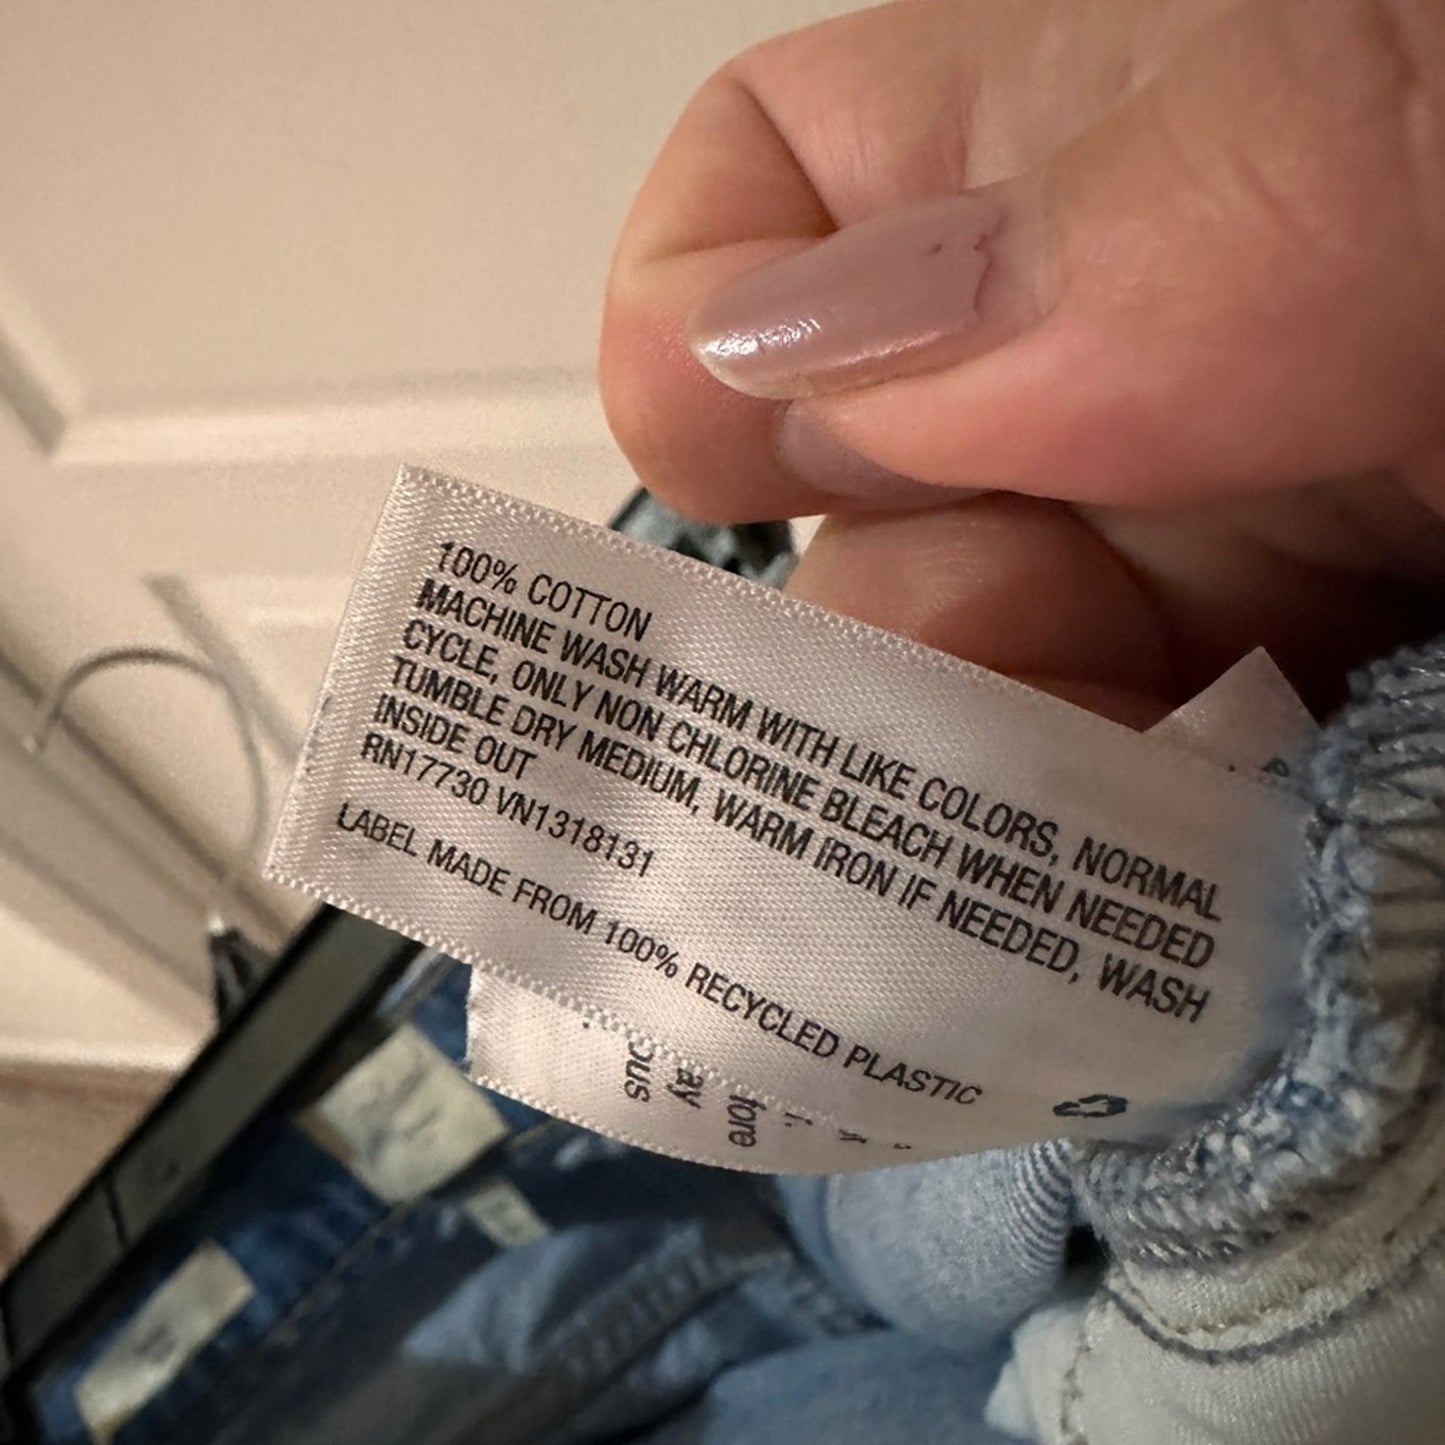 100% COTTON
MACHINE WASH WARM WITH LIKE COLORS, NORMAL
CYCLE, ONLY NON CHLORINE BLEACH WHEN NEEDED
TUMBLE DRY MEDIUM, WARM IRON IF NEEDED, WASH
INSIDE OUT
RN17730 VN1318131
LABEL MADE FROM 100% RECYCLED PLASTIC